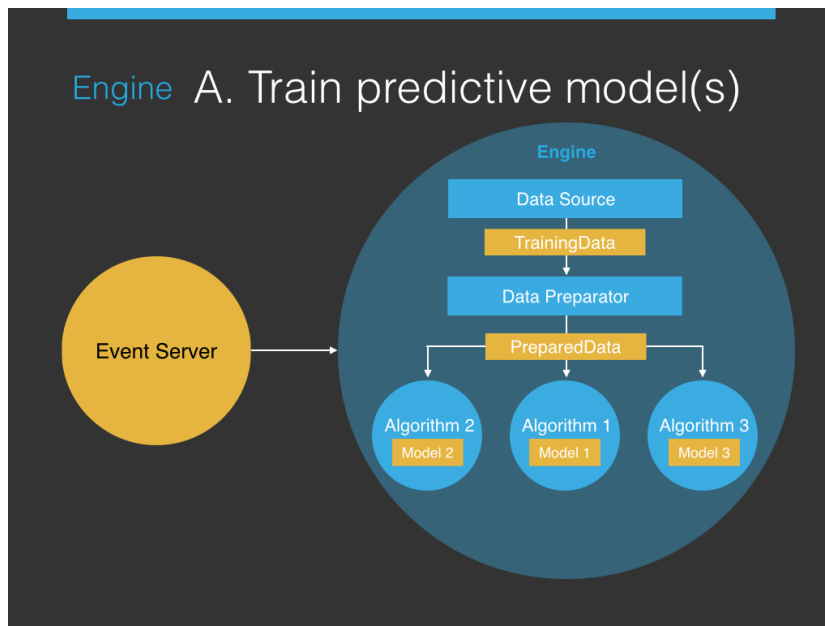 Engine A. Train predictive model(s)
Engine
Data Source
TrainingData
Data Preparator
Event Server
PreparedData
Algorithm 2
Model 2
Algorithm 1
Model 1
Algorithm 3
Model 3